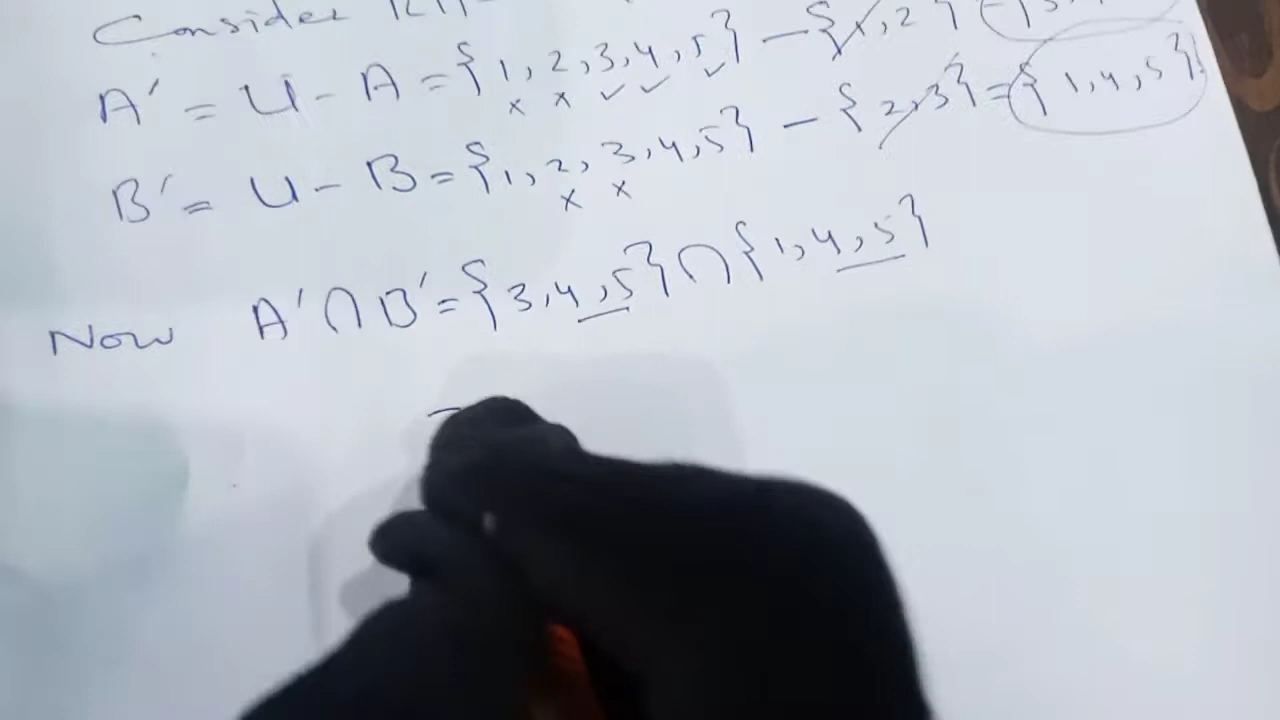 Consider
A' = U - A = {1, 2, 3, 4, 5} - {1, 2}
B' = U - B = {1, 2, 3, 4, 5} - {2, 3} = {1, 4, 5}
Now A' ∩ B' = {3, 4, 5} ∩ {1, 4, 5}